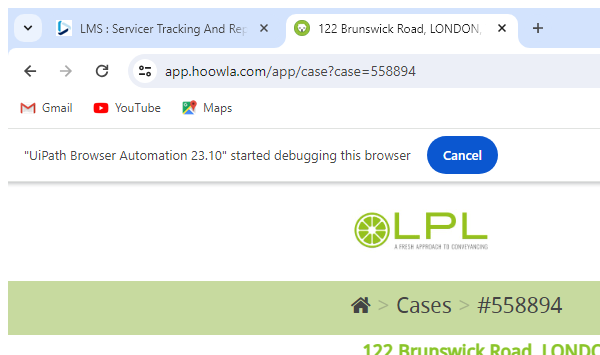 LMS : Servicer Tracking And Rep
122 Brunswick Road, LONDON,
app.hoowla.com/app/case?case=558894
Gmail YouTube Maps
"UiPath Browser Automation 23.10" started debugging this browser Cancel
LPL
A FRESH APPROACH TO CONVEYANCING
> Cases > #558894
122 Brunswick Road, LONDO